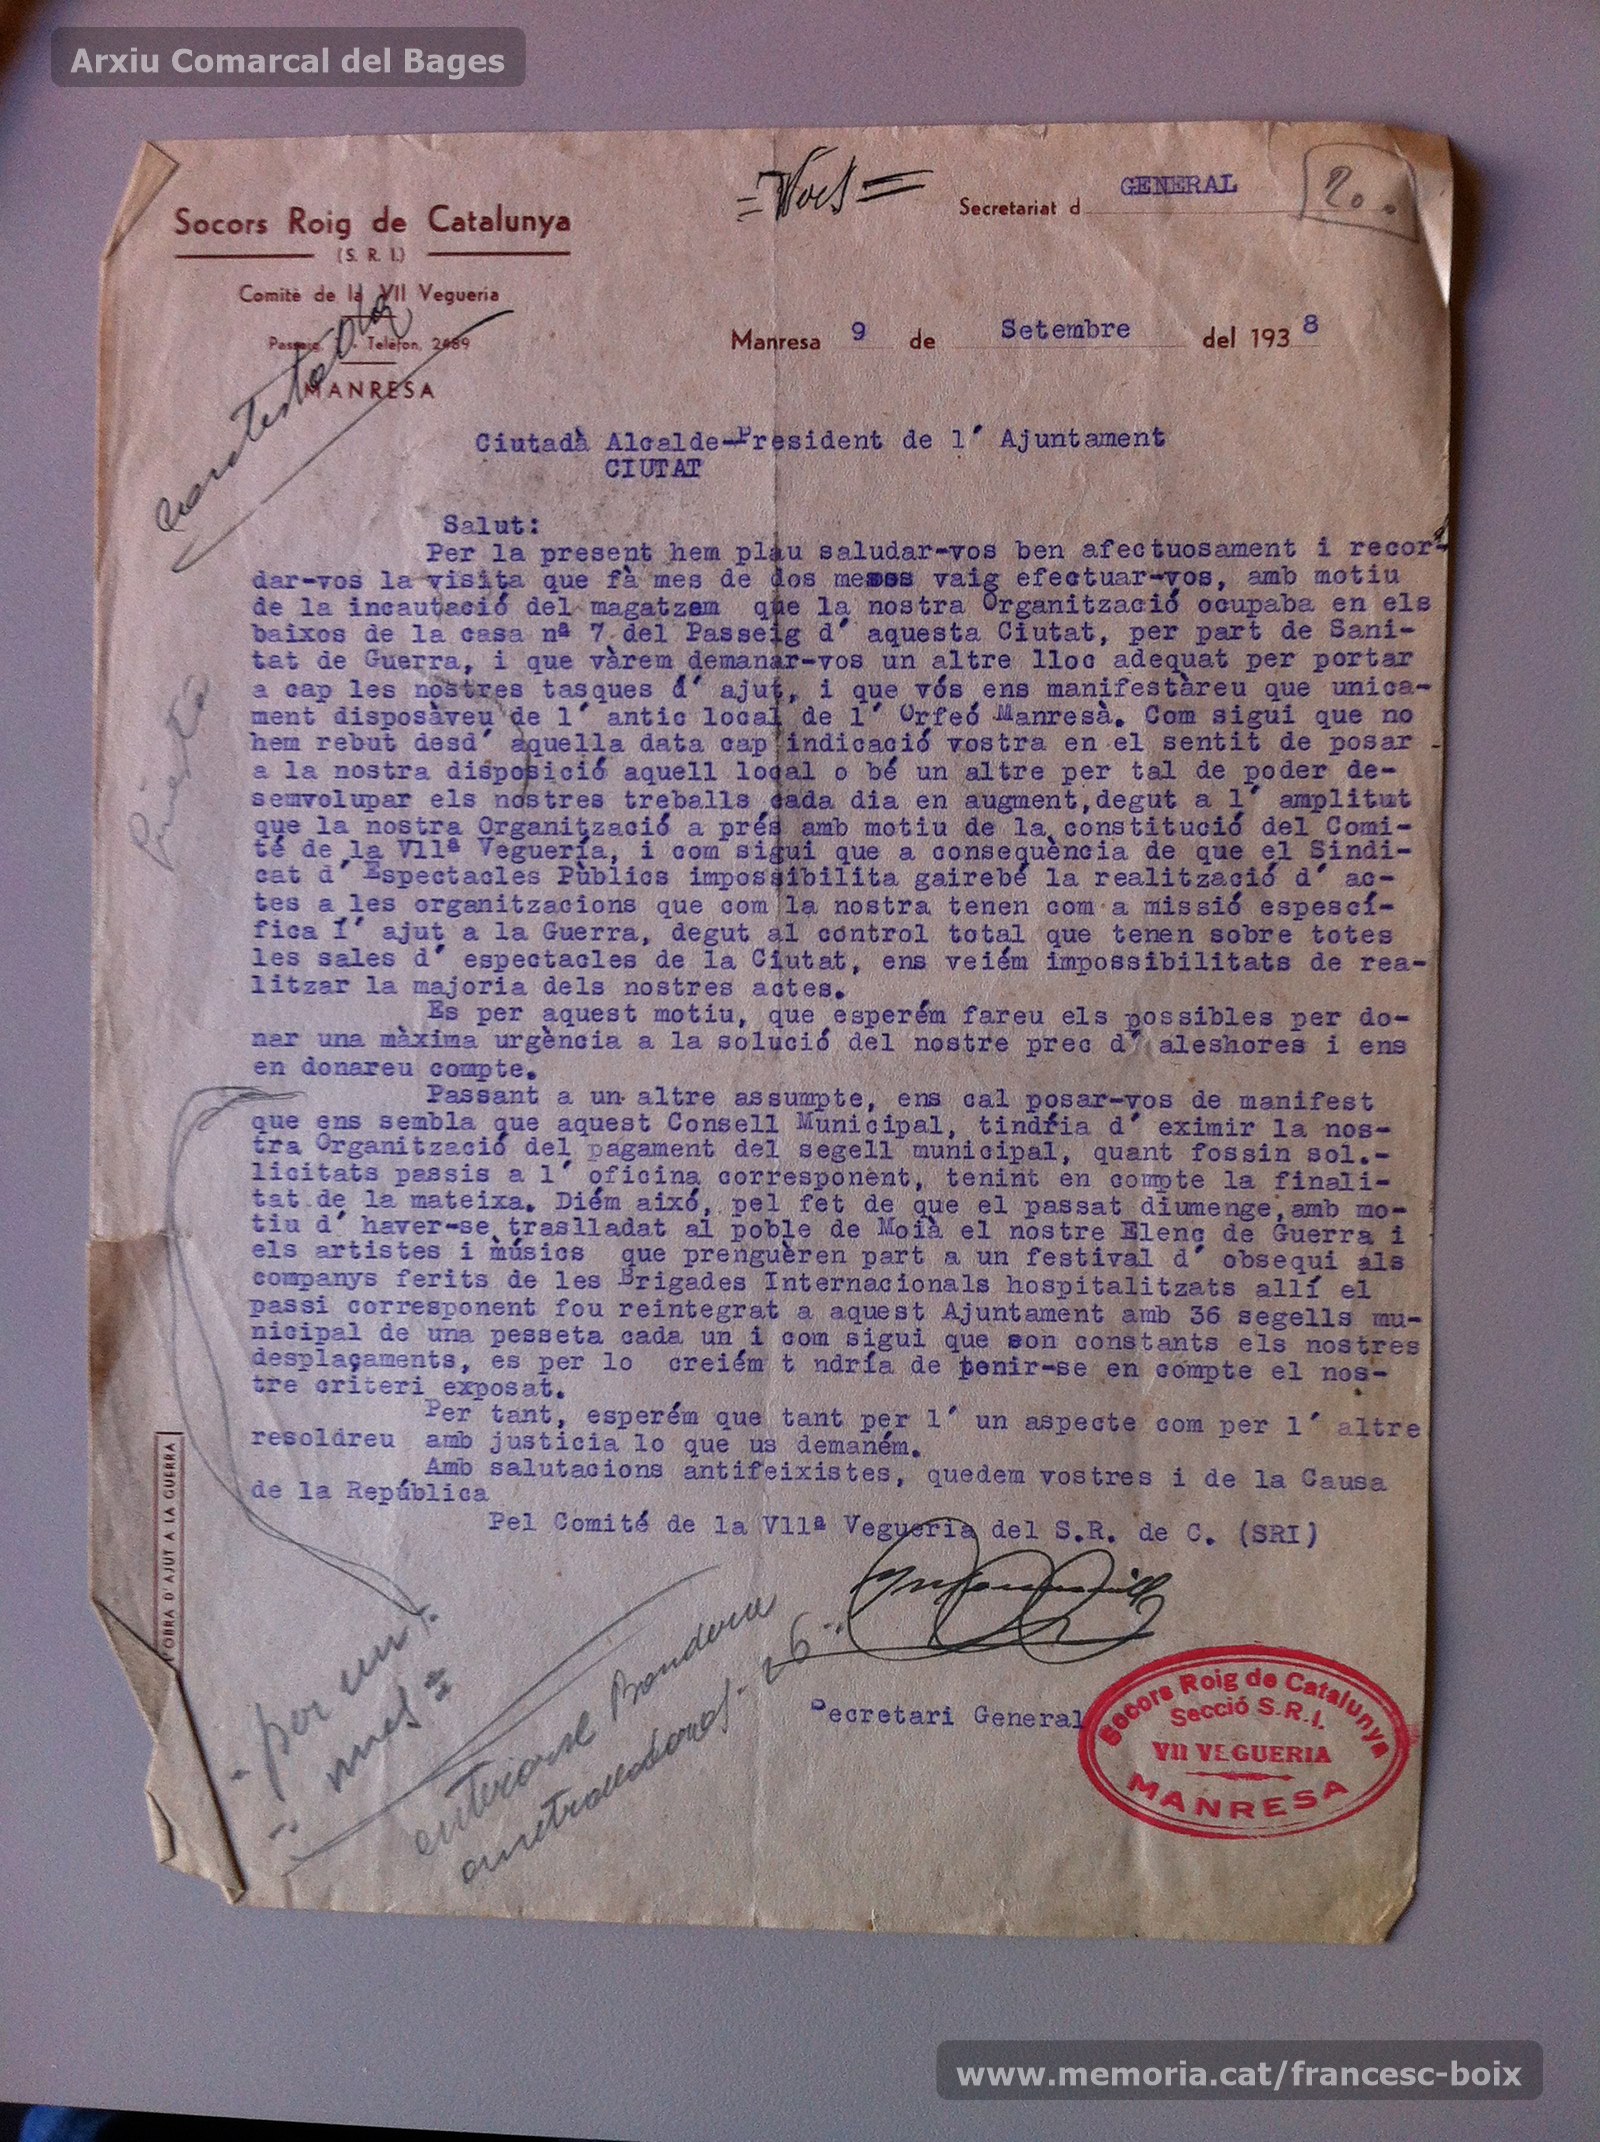 Arxiu Comarcal del Bages
Socors Roig de Catalunya
(S. R. I.)
Comitè de la VII Vegueria
Passeig, 7 - Telèfon, 2489
MANRESA
Secretariat d GENERAL
Manresa 9 de Setembre del 1938
contestada
Ciutadà Alcalde-President de l' Ajuntament
CIUTAT
Salut:
Per la present hem plau saludar-vos ben afectuosament i recor-
dar-vos la visita que fà mes de dos mesos vaig efectuar-vos, amb motiu
de la incautació del magatzem que la nostra Organització ocupaba en els
baixos de la casa nª 7 del Passeig d' aquesta Ciutat, per part de Sani-
tat de Guerra, i que vàrem demanar-vos un altre lloc adequat per portar
a cap les nostres tasques d' ajut, i que vós ens manifestàreu que unica-
ment disposàveu de l' antic local de l' Orfeó Manresà. Com sigui que no
hem rebut desd' aquella data cap indicació vostra en el sentit de posar
a la nostra disposició aquell local o bé un altre per tal de poder de-
semvolupar els nostres treballs cada dia en augment, degut a l' amplitut
que la nostra Organització a prés amb motiu de la constitució del Comi-
té de la V11ª Veguería, i com sigui que a conseqüència de que el Sindi-
cat d' Espectacles Pùblics impossibilita gairebé la realització d' ac-
tes a les organitzacions que com la nostra tenen com a missió espescí-
fica l' ajut a la Guerra, degut al control total que tenen sobre totes
les sales d' espectacles de la Ciutat, ens veiém impossibilitats de rea-
litzar la majoria dels nostres actes.
Es per aquest motiu, que esperém fareu els possibles per do-
nar una màxima urgència a la solució del nostre prec d' aleshores i ens
en donareu compte.
Passant a un altre assumpte, ens cal posar-vos de manifest
que ens sembla que aquest Consell Municipal, tindría d' eximir la nos-
tra Organització del pagament del segell municipal, quant fossin sol.-
licitats passis a l' oficina corresponent, tenint en compte la finali-
tat de la mateixa. Diém aixó, pel fet de que el passat diumenge, amb mo-
tiu d' haver-se traslladat al poble de Moià el nostre Elenc de Guerra i
els artistes i mùsics que prenguèren part a un festival d' obsequi als
companys ferits de les Brigades Internacionals hospitalitzats allí el
passi corresponent fou reintegrat a aquest Ajuntament amb 36 segells mu-
nicipal de una pesseta cada un i com sigui que son constants els nostres
desplaçaments, es per lo creiém t ndría de tenir-se en compte el nos-
tre criteri exposat.
Per tant, esperém que tant per l' un aspecte com per l' altre
resoldreu amb justicia lo que us demaném.
Amb salutacions antifeixistes, quedem vostres i de la Causa
de la República
Pel Comité de la V11ª Vegueria del S.R. de C. (SRI)
Secretari General
Socors Roig de Catalunya
Secció S.R.I.
VII VEGUERIA
MANRESA
OBRA D'AJUT A LA GUERRA
- per un
mes =
www.memoria.cat/francesc-boix